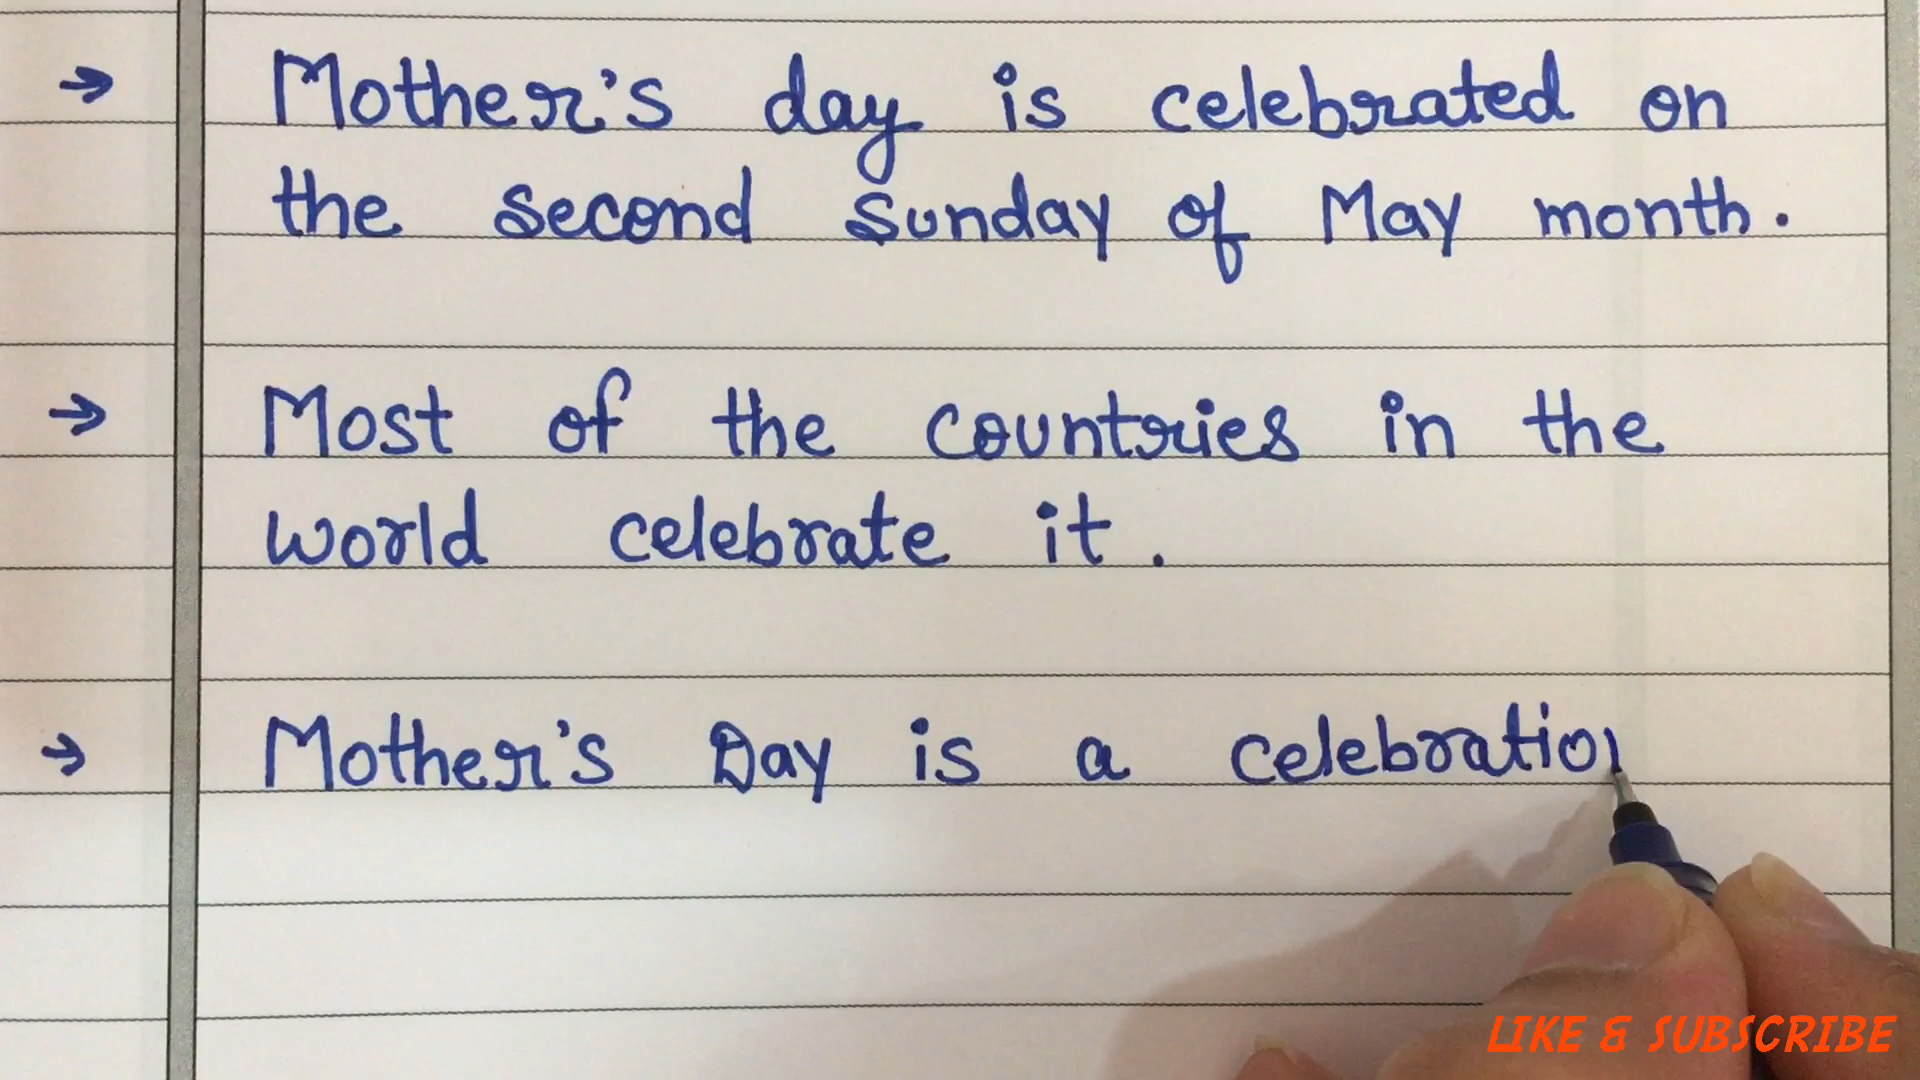 → Mother's day is celebrated on
the second Sunday of May month.
→ Most of the countries in the
world celebrate it.
→ Mother's Day is a celebration
LIKE & SUBSCRIBE